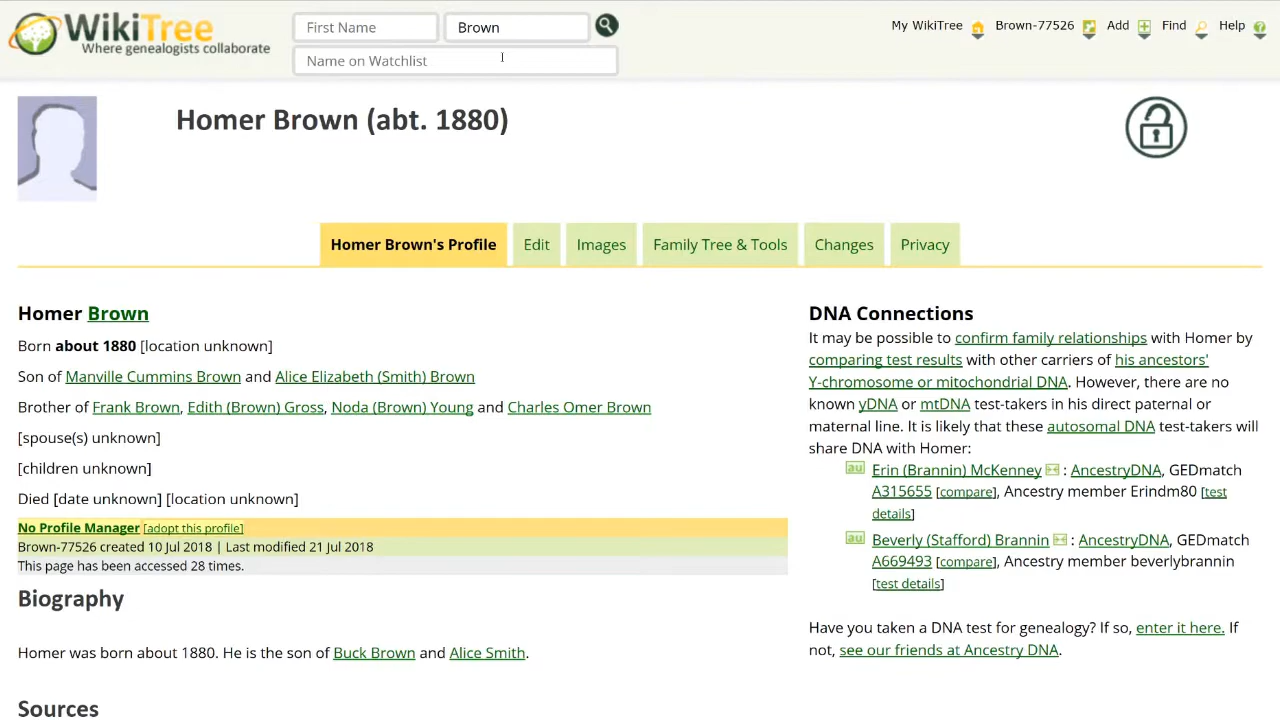 WikiTree
Where genealogists collaborate
First Name
Brown
Name on Watchlist
My WikiTree Brown-77526 Add Find Help
Homer Brown (abt. 1880)
Homer Brown's Profile Edit Images Family Tree & Tools Changes Privacy
Homer Brown
Born about 1880 [location unknown]
Son of Manville Cummins Brown and Alice Elizabeth (Smith) Brown
Brother of Frank Brown, Edith (Brown) Gross, Noda (Brown) Young and Charles Omer Brown
[spouse(s) unknown]
[children unknown]
Died [date unknown] [location unknown]
No Profile Manager [adopt this profile]
Brown-77526 created 10 Jul 2018 | Last modified 21 Jul 2018
This page has been accessed 28 times.
Biography
Homer was born about 1880. He is the son of Buck Brown and Alice Smith.
Sources
DNA Connections
It may be possible to confirm family relationships with Homer by
comparing test results with other carriers of his ancestors'
Y-chromosome or mitochondrial DNA. However, there are no
known yDNA or mtDNA test-takers in his direct paternal or
maternal line. It is likely that these autosomal DNA test-takers will
share DNA with Homer:
au Erin (Brannin) McKenney : AncestryDNA, GEDmatch
A315655 [compare], Ancestry member Erindm80 [test
details]
au Beverly (Stafford) Brannin : AncestryDNA, GEDmatch
A669493 [compare], Ancestry member beverlybrannin
[test details]
Have you taken a DNA test for genealogy? If so, enter it here. If
not, see our friends at Ancestry DNA.